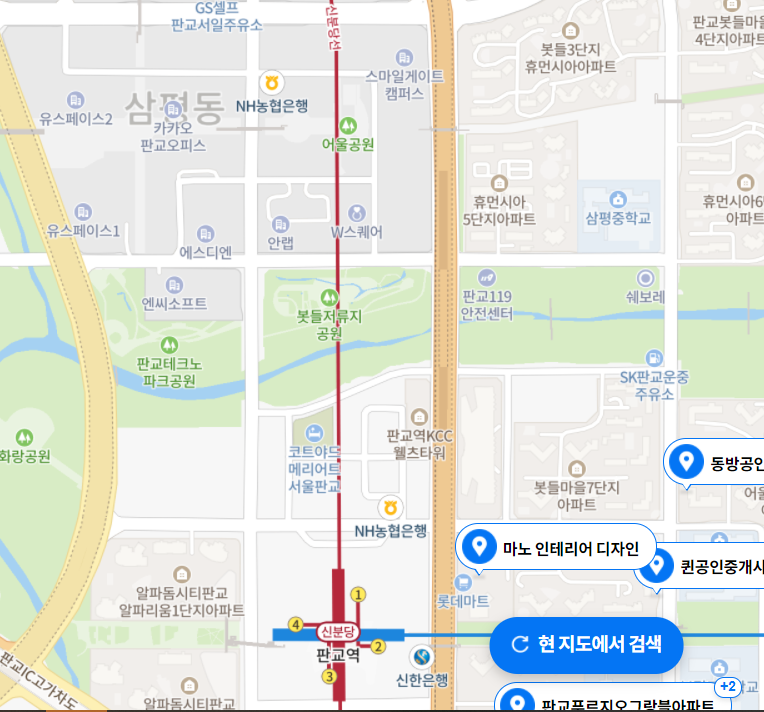 GS셀프
판교서일주유소
신분당선
판교봇들마을
4단지아파트
봇들3단지
휴먼시아아파트
스마일게이트
캠퍼스
NH농협은행
삼평동
유스페이스2
카카오
판교오피스
어울공원
휴먼시아
5단지아파트
삼평중학교
휴먼시아6
아파트
유스페이스1
에스디엔
안랩
W스퀘어
엔씨소프트
봇들저류지
공원
판교119
안전센터
쉐보레
판교테크노
파크공원
SK판교운중
주유소
화랑공원
코트야드
메리어트
서울판교
판교역KCC
웰츠타워
동방공인
봇들마을7단지
아파트
NH농협은행
마노 인테리어 디자인
퀸공인중개사
롯데마트
알파돔시티판교
알파리움1단지아파트
1
4
신분당
2
판교역
3
신한은행
현 지도에서 검색
판교IC고가차도
알파돔시티판교
+2
판교푸르지오그랑블아파트